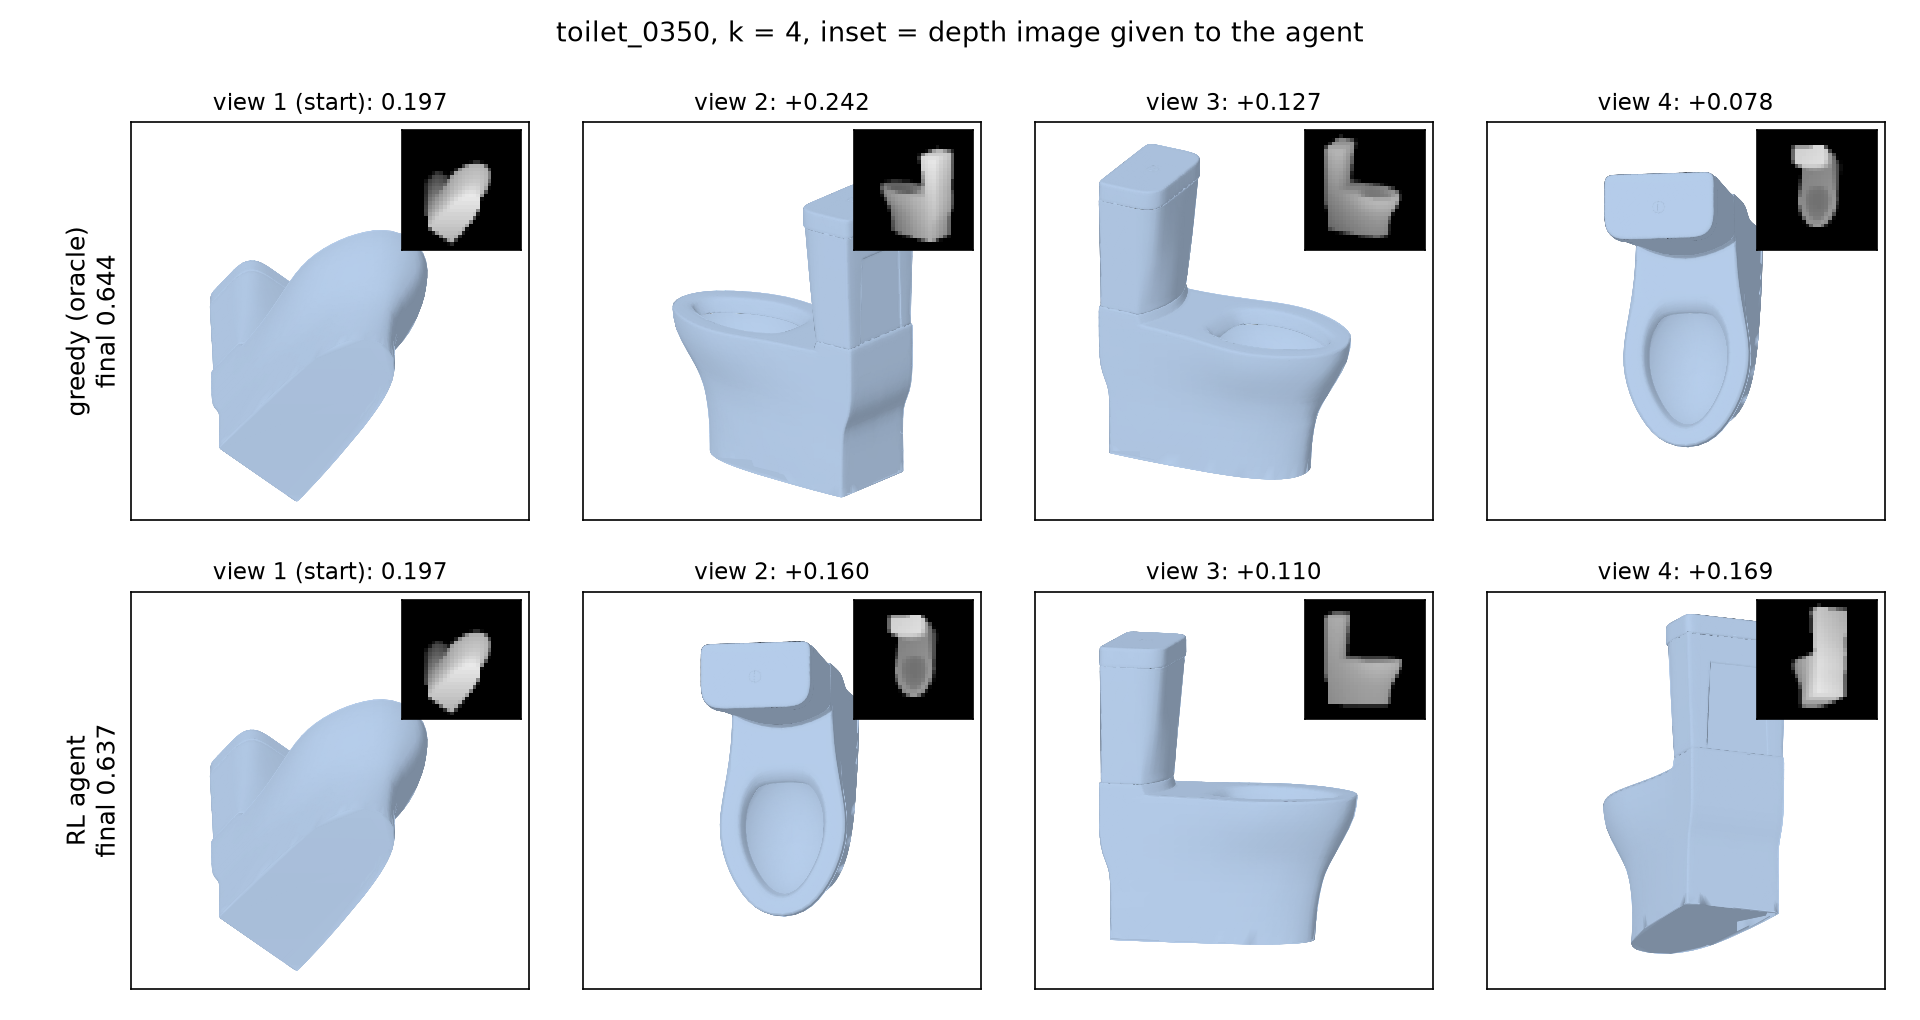 toilet_0350, k = 4, inset = depth image given to the agent
greedy (oracle)
final 0.644
view 1 (start): 0.197
view 2: +0.242
view 3: +0.127
view 4: +0.078
RL agent
final 0.637
view 1 (start): 0.197
view 2: +0.160
view 3: +0.110
view 4: +0.169